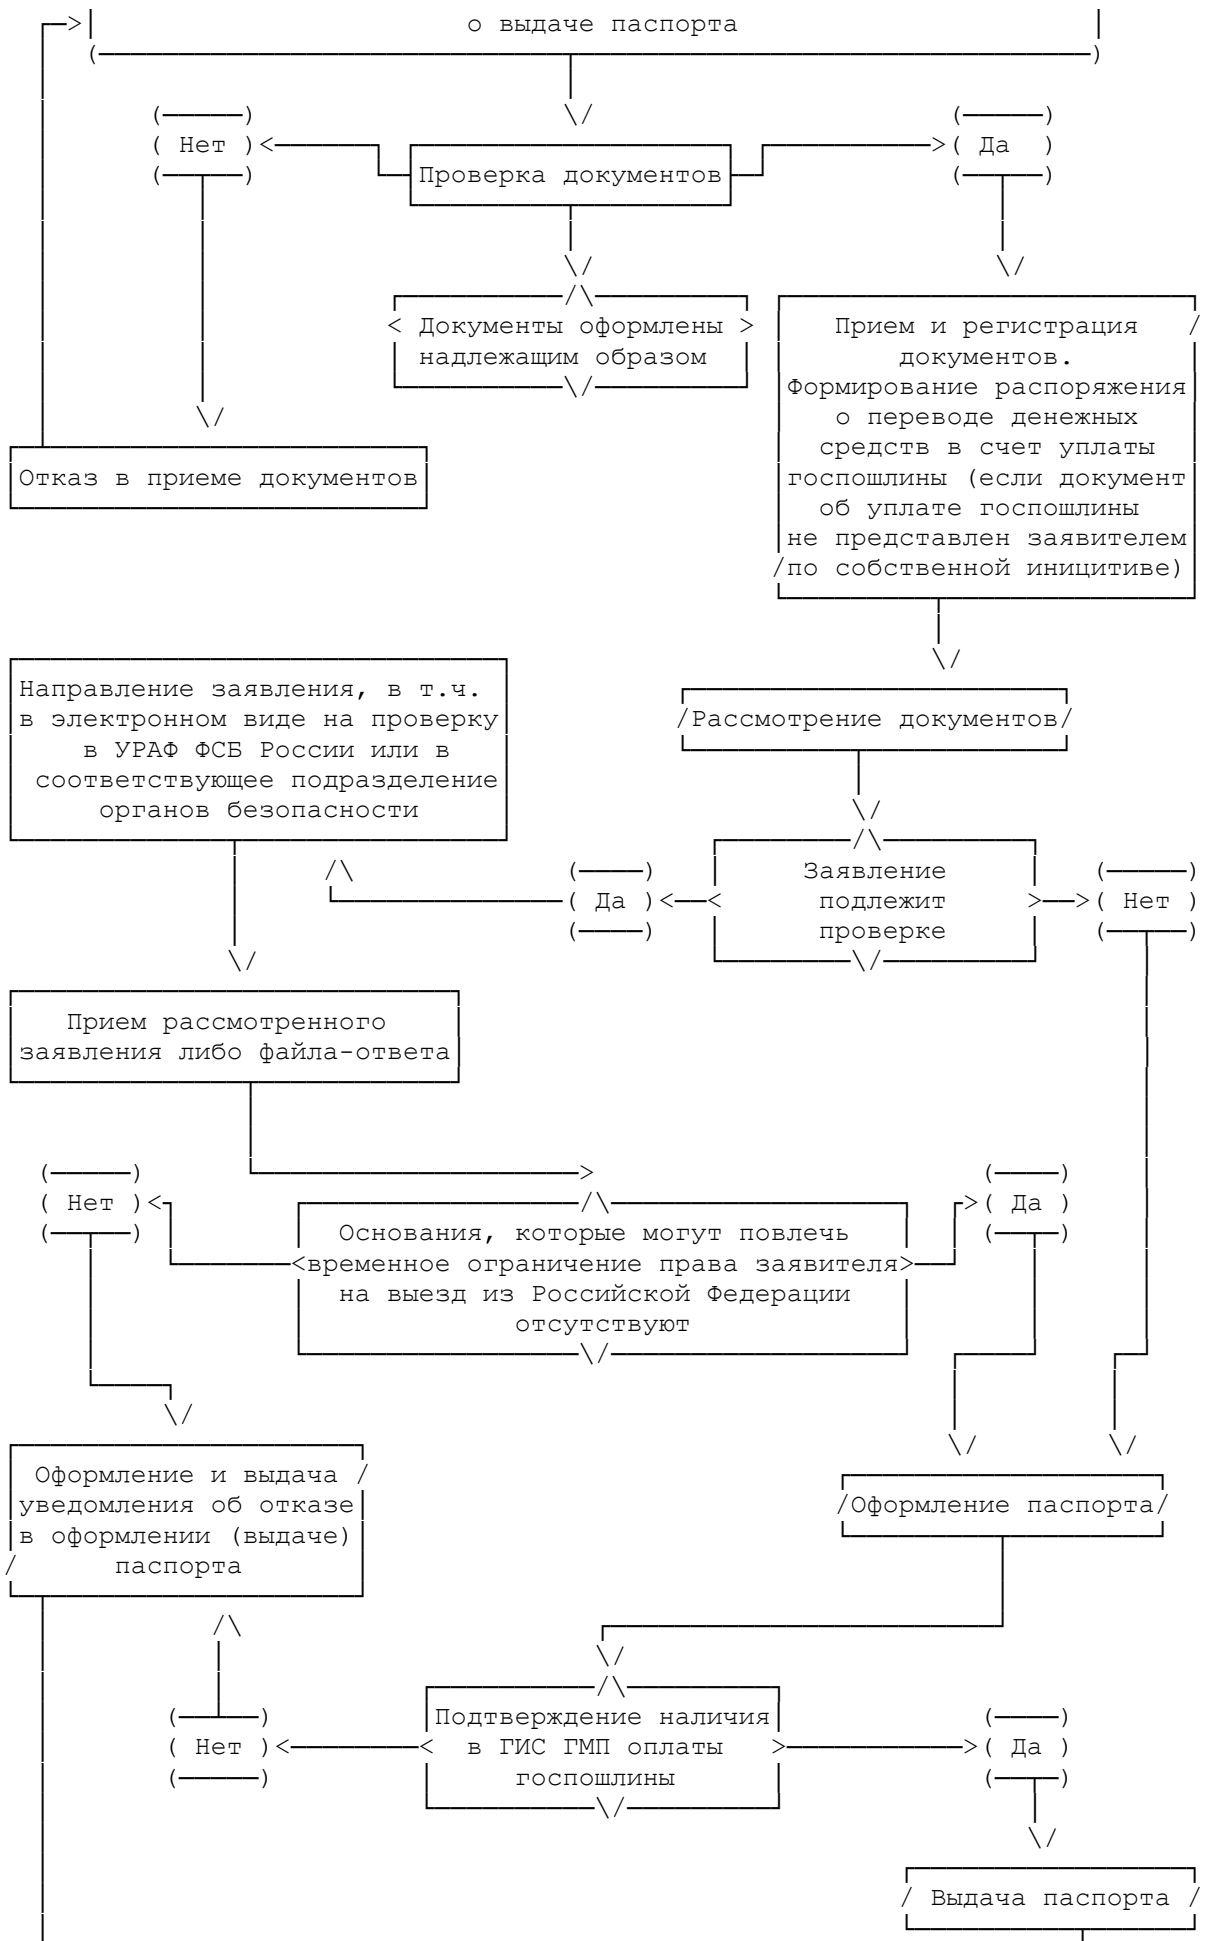 о выдаче паспорта
( Нет )
( Да )
Проверка документов
Документы оформлены
надлежащим образом
Прием и регистрация
документов.
Формирование распоряжения
о переводе денежных
средств в счет уплаты
госпошлины (если документ
об уплате госпошлины
не представлен заявителем
по собственной иницитиве)
Отказ в приеме документов
Направление заявления, в т.ч.
в электронном виде на проверку
в УРАФ ФСБ России или в
соответствующее подразделение
органов безопасности
Рассмотрение документов
( Да )
Заявление
подлежит
проверке
( Нет )
Прием рассмотренного
заявления либо файла-ответа
( Нет )
Основания, которые могут повлечь
временное ограничение права заявителя
на выезд из Российской Федерации
отсутствуют
( Да )
Оформление и выдача
уведомления об отказе
в оформлении (выдаче)
паспорта
Оформление паспорта
( Нет )
Подтверждение наличия
в ГИС ГМП оплаты
госпошлины
( Да )
Выдача паспорта